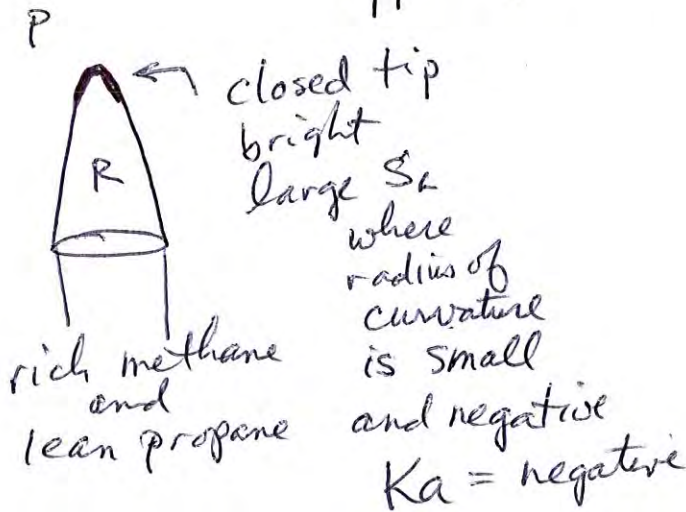 P
closed tip
bright
large S_L
where
radius of
curvature
is small
and negative
Ka = negative
R
rich methane
and
lean propane